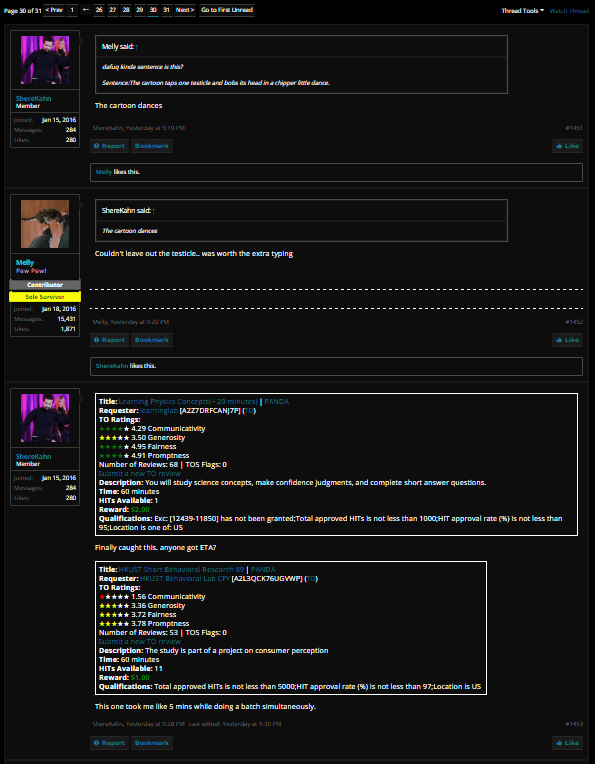 Page 30 of 31 < Prev 1 ← 26 27 28 29 30 31 Next > Go to First Unread Thread Tools Watch Thread
ShereKahn
Member
Joined: Jan 15, 2016
Messages: 284
Likes: 280
Melly said: ↑
dafuq kinda sentence is this?
Sentence:The cartoon taps one testicle and bobs its head in a chipper little dance.
The cartoon dances
ShereKahn, Yesterday at 9:19 PM #1451
Report Bookmark Like
Melly likes this.
Melly
Pew Pew!
Contributor
Sole Survivor
Joined: Jan 18, 2016
Messages: 15,431
Likes: 1,871
ShereKahn said: ↑
The cartoon dances
Couldn't leave out the testicle.. was worth the extra typing
Melly, Yesterday at 9:20 PM #1452
Report Bookmark Like
ShereKahn likes this.
ShereKahn
Member
Joined: Jan 15, 2016
Messages: 284
Likes: 280
Title: Learning Physics Concepts(~ 20 minutes) | PANDA
Requester: learninglab [A2Z7DRFCANJ7P] (TO)
TO Ratings:
★★★★★ 4.29 Communicativity
★★★★★ 3.50 Generosity
★★★★★ 4.95 Fairness
★★★★★ 4.91 Promptness
Number of Reviews: 68 | TOS Flags: 0
Submit a new TO review
Description: You will study science concepts, make confidence judgments, and complete short answer questions.
Time: 60 minutes
HITs Available: 1
Reward: $2.00
Qualifications: Exc: [12439-11850] has not been granted;Total approved HITs is not less than 1000;HIT approval rate (%) is not less than
95;Location is one of: US
Finally caught this. anyone got ETA?
Title: HKUST Short Behavioral Research 89 | PANDA
Requester: HKUST Behavioral Lab CFY [A2L3QCK76UGVWP] (TO)
TO Ratings:
★★★★★ 1.56 Communicativity
★★★★★ 3.36 Generosity
★★★★★ 3.72 Fairness
★★★★★ 3.78 Promptness
Number of Reviews: 53 | TOS Flags: 0
Submit a new TO review
Description: The study is part of a project on consumer perception
Time: 60 minutes
HITs Available: 11
Reward: $1.00
Qualifications: Total approved HITs is not less than 5000;HIT approval rate (%) is not less than 97;Location is US
This one took me like 5 mins while doing a batch simultaneously.
ShereKahn, Yesterday at 9:28 PM Last edited: Yesterday at 9:30 PM #1453
Report Bookmark Like